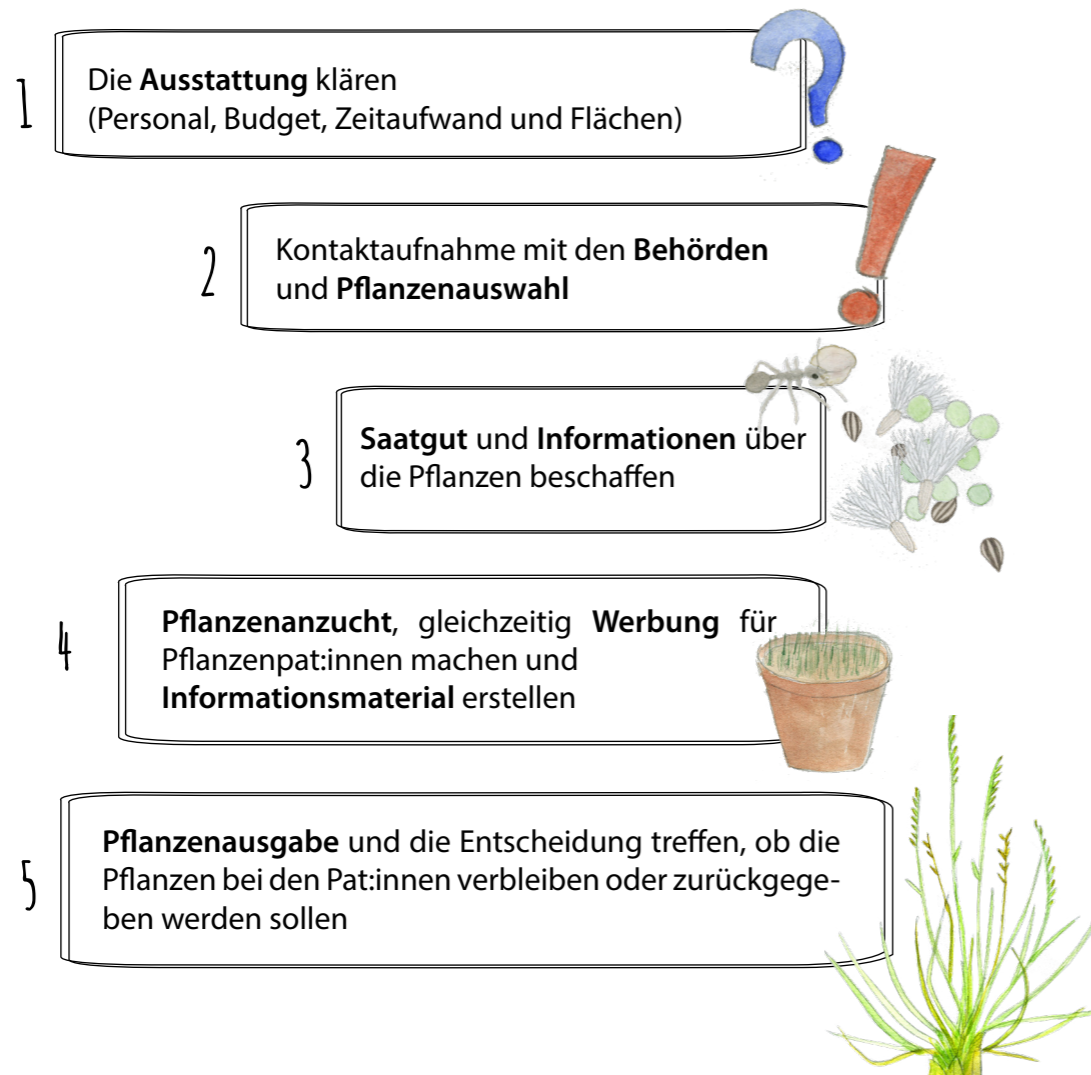 1
Die Ausstattung klären
(Personal, Budget, Zeitaufwand und Flächen)
2
Kontaktaufnahme mit den Behörden
und Pflanzenauswahl
3
Saatgut und Informationen über
die Pflanzen beschaffen
4
Pflanzenanzucht, gleichzeitig Werbung für
Pflanzenpat:innen machen und
Informationsmaterial erstellen
5
Pflanzenausgabe und die Entscheidung treffen, ob die
Pflanzen bei den Pat:innen verbleiben oder zurückgege-
ben werden sollen